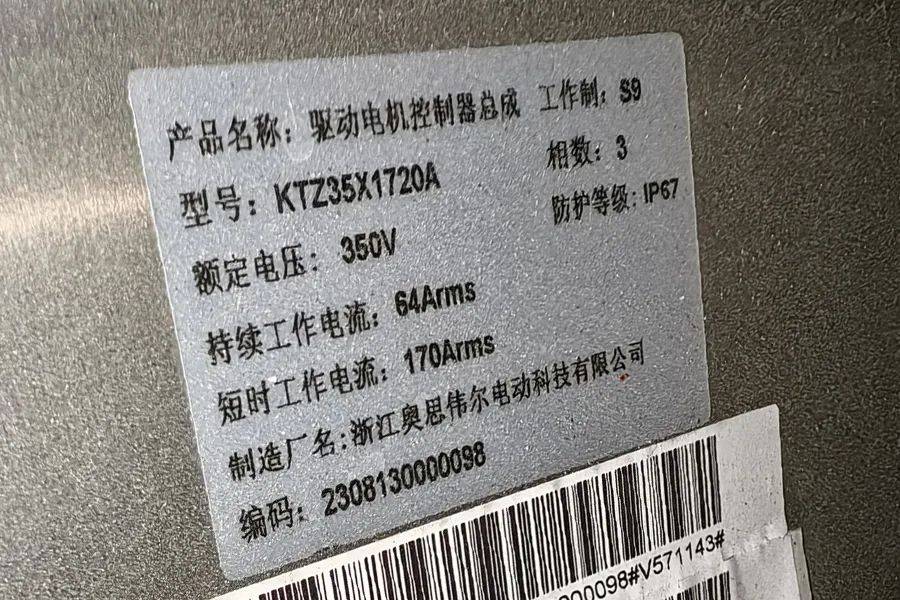 产品名称：驱动电机控制器总成 工作制：S9
型号：KTZ35X1720A 相数：3
额定电压：350V 防护等级：IP67
持续工作电流：64Arms
短时工作电流：170Arms
制造厂名：浙江奥思伟尔电动科技有限公司
编码：2308130000098
000098#V571143#